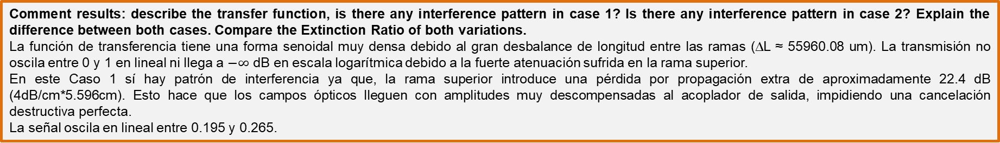 Comment results: describe the transfer function, is there any interference pattern in case 1? Is there any interference pattern in case 2? Explain the
difference between both cases. Compare the Extinction Ratio of both variations.
La función de transferencia tiene una forma senoidal muy densa debido al gran desbalance de longitud entre las ramas (∆L ≈ 55960.08 um). La transmisión no
oscila entre 0 y 1 en lineal ni llega a −∞ dB en escala logarítmica debido a la fuerte atenuación sufrida en la rama superior.
En este Caso 1 sí hay patrón de interferencia ya que, la rama superior introduce una pérdida por propagación extra de aproximadamente 22.4 dB
(4dB/cm*5.596cm). Esto hace que los campos ópticos lleguen con amplitudes muy descompensadas al acoplador de salida, impidiendo una cancelación
destructiva perfecta.
La señal oscila en lineal entre 0.195 y 0.265.